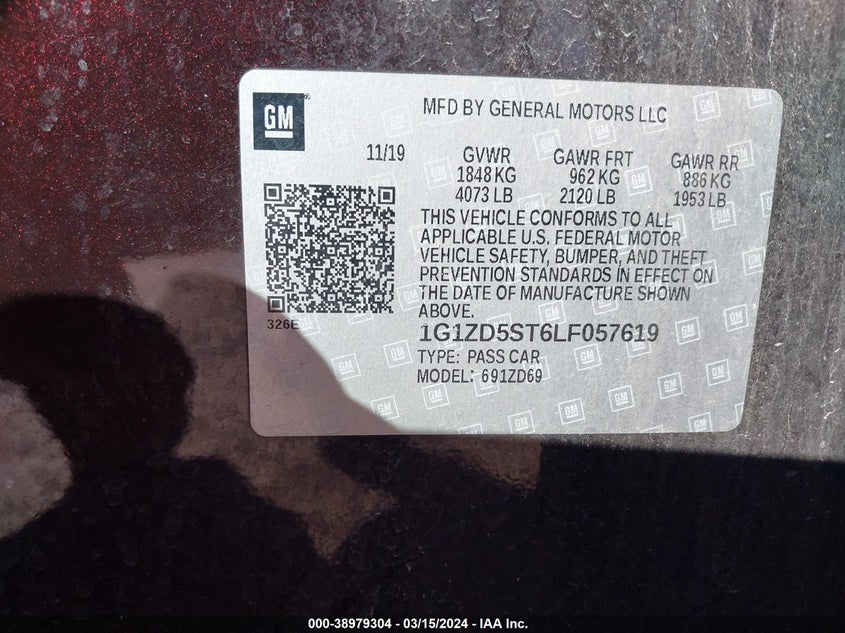 GM
MFD BY GENERAL MOTORS LLC
11/19
GVWR GAWR FRT GAWR RR
1848 KG 962 KG 886 KG
4073 LB 2120 LB 1953 LB
THIS VEHICLE CONFORMS TO ALL
APPLICABLE U.S. FEDERAL MOTOR
VEHICLE SAFETY, BUMPER, AND THEFT
PREVENTION STANDARDS IN EFFECT ON
THE DATE OF MANUFACTURE SHOWN
ABOVE.
326E
1G1ZD5ST6LF057619
TYPE: PASS CAR
MODEL: 691ZD69
000-38979304 - 03/15/2024 - IAA Inc.